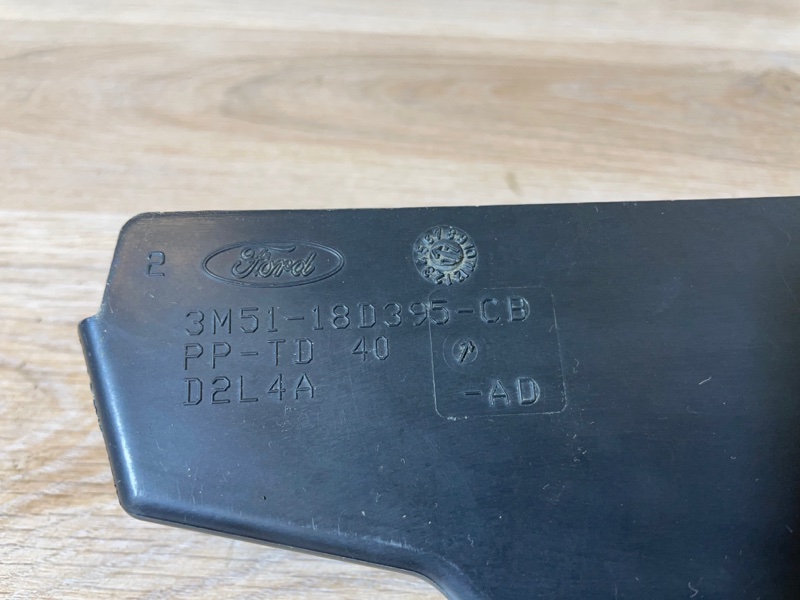 2 Ford
3M51-18D395-CB
PP-TD 40
D2L4A -AD